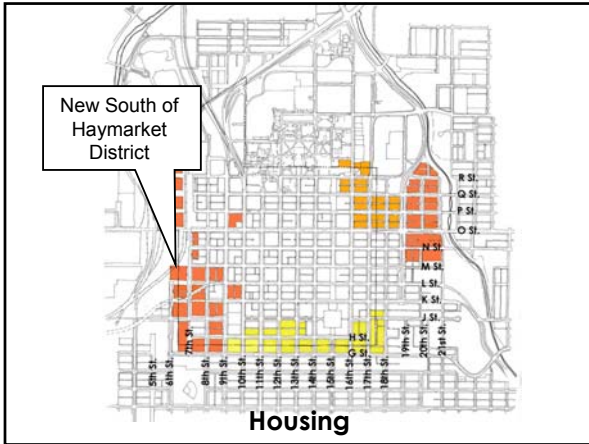 New South of
Haymarket
District
R St.
Q St.
P St.
O St.
N St.
M St.
L St.
K St.
J St.
H St.
G St.
5th St.
6th St.
7th St.
8th St.
9th St.
10th St.
11th St.
12th St.
13th St.
14th St.
15th St.
16th St.
17th St.
18th St.
19th St.
20th St.
21st St.
Housing